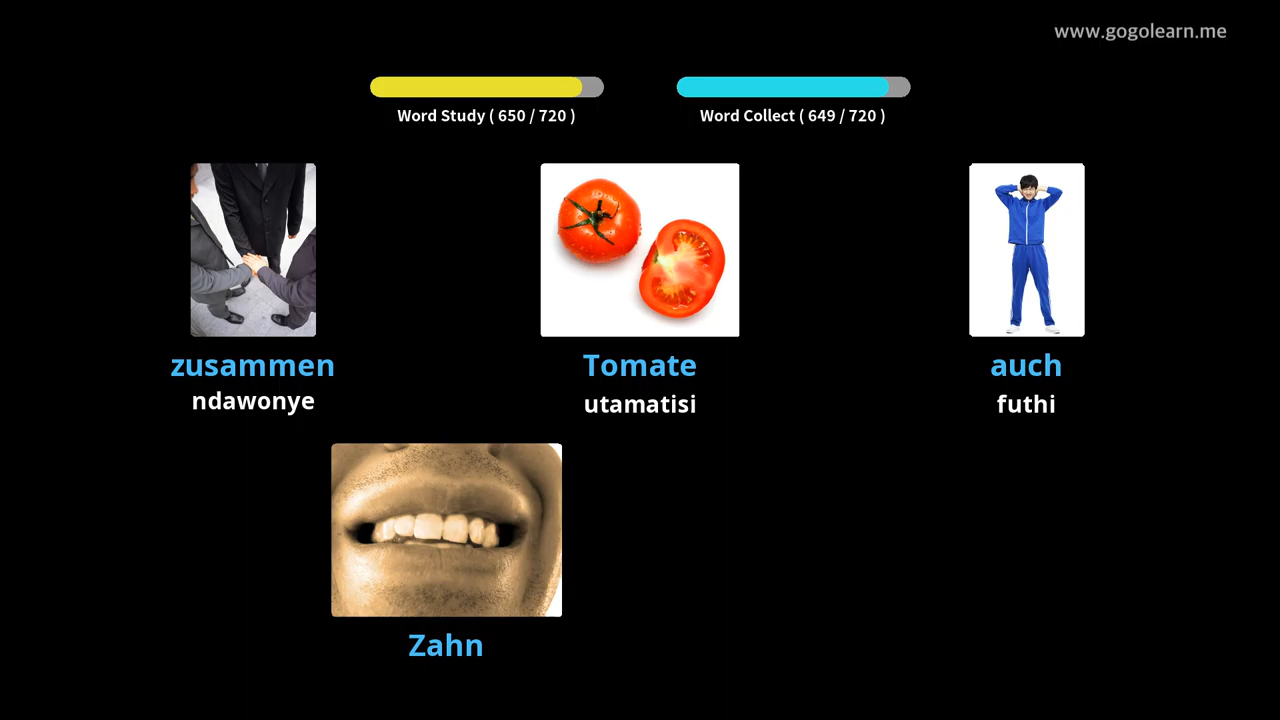 www.gogolearn.me
Word Study ( 650 / 720 )
Word Collect ( 649 / 720 )
zusammen
ndawonye
Tomate
utamatisi
auch
futhi
Zahn